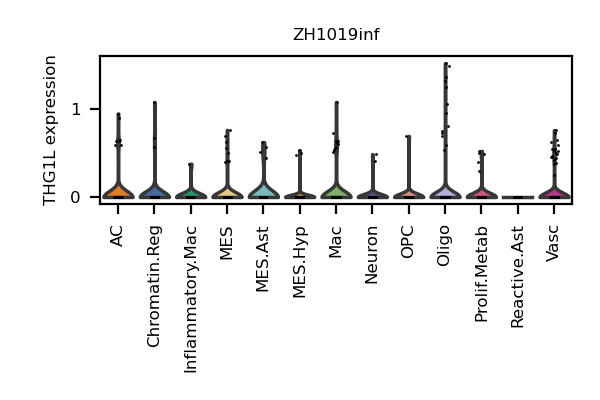 ZH1019inf
THG1L expression
1
0
AC
Chromatin.Reg
Inflammatory.Mac
MES
MES.Ast
MES.Hyp
Mac
Neuron
OPC
Oligo
Prolif.Metab
Reactive.Ast
Vasc